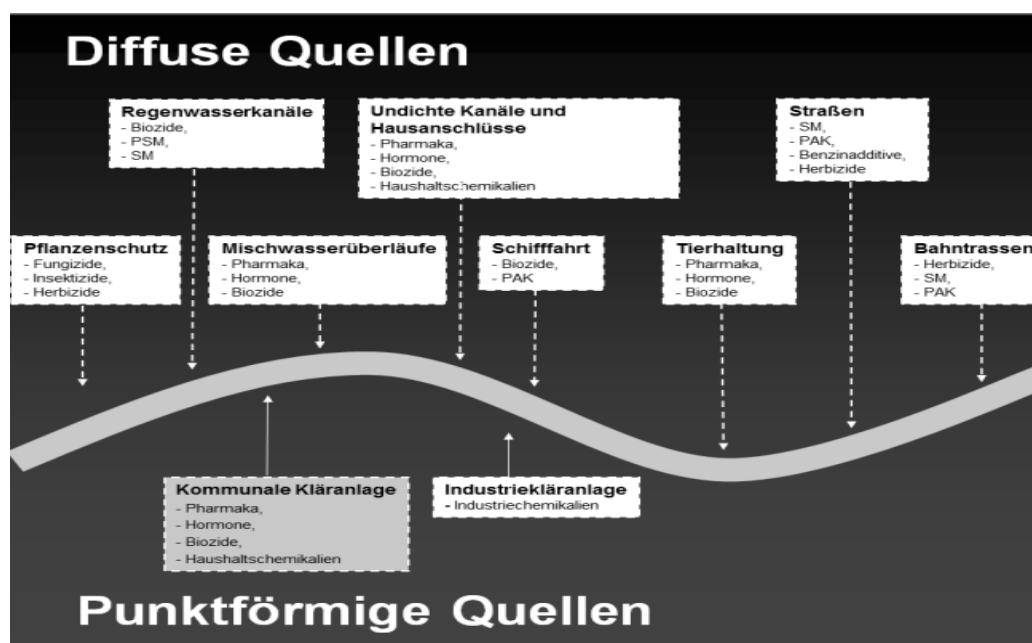 Diffuse Quellen
Regenwasserkanäle
- Biozide,
- PSM,
- SM
Undichte Kanäle und
Hausanschlüsse
- Pharmaka,
- Hormone,
- Biozide,
- Haushaltschemikalien
Straßen
- SM,
- PAK,
- Benzinadditive,
- Herbizide
Pflanzenschutz
- Fungizide,
- Insektizide,
- Herbizide
Mischwasserüberläufe
- Pharmaka,
- Hormone,
- Biozide
Schifffahrt
- Biozide,
- PAK
Tierhaltung
- Pharmaka,
- Hormone,
- Biozide
Bahntrassen
- Herbizide,
- SM,
- PAK
Kommunale Kläranlage
- Pharmaka,
- Hormone,
- Biozide,
- Haushaltschemikalien
Industriekläranlage
- Industriechemikalien
Punktförmige Quellen